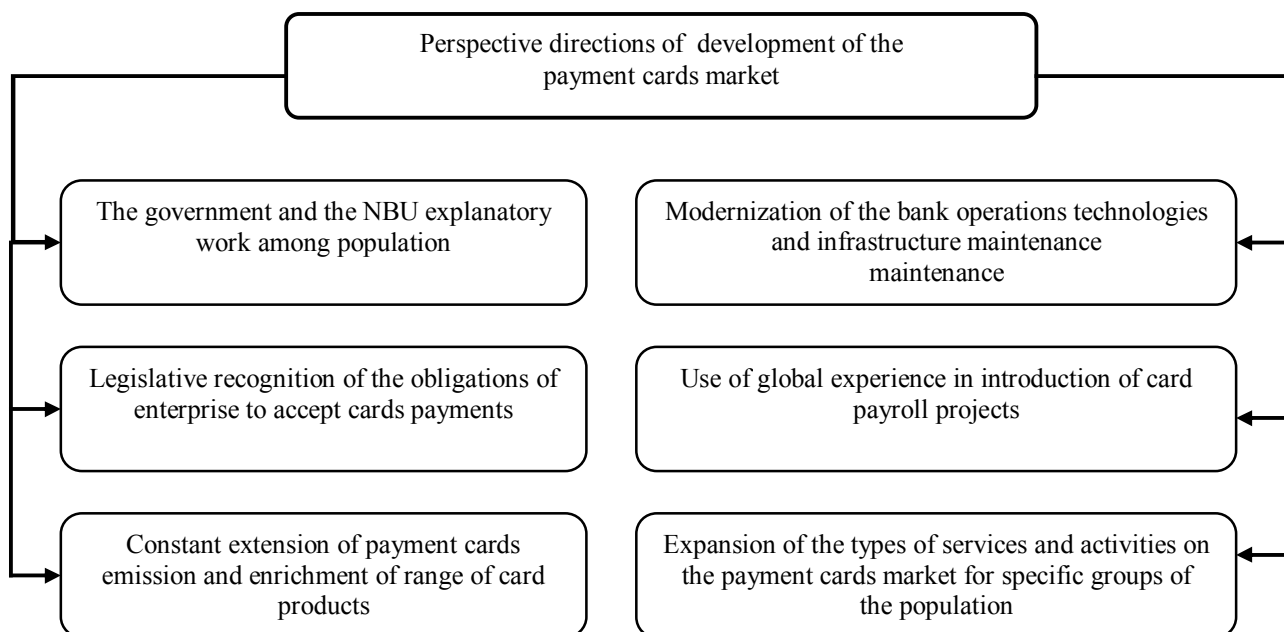 Perspective directions of development of the
payment cards market
The government and the NBU explanatory
work among population
Modernization of the bank operations technologies
and infrastructure maintenance
maintenance
Legislative recognition of the obligations of
enterprise to accept cards payments
Use of global experience in introduction of card
payroll projects
Constant extension of payment cards
emission and enrichment of range of card
products
Expansion of the types of services and activities on
the payment cards market for specific groups of
the population